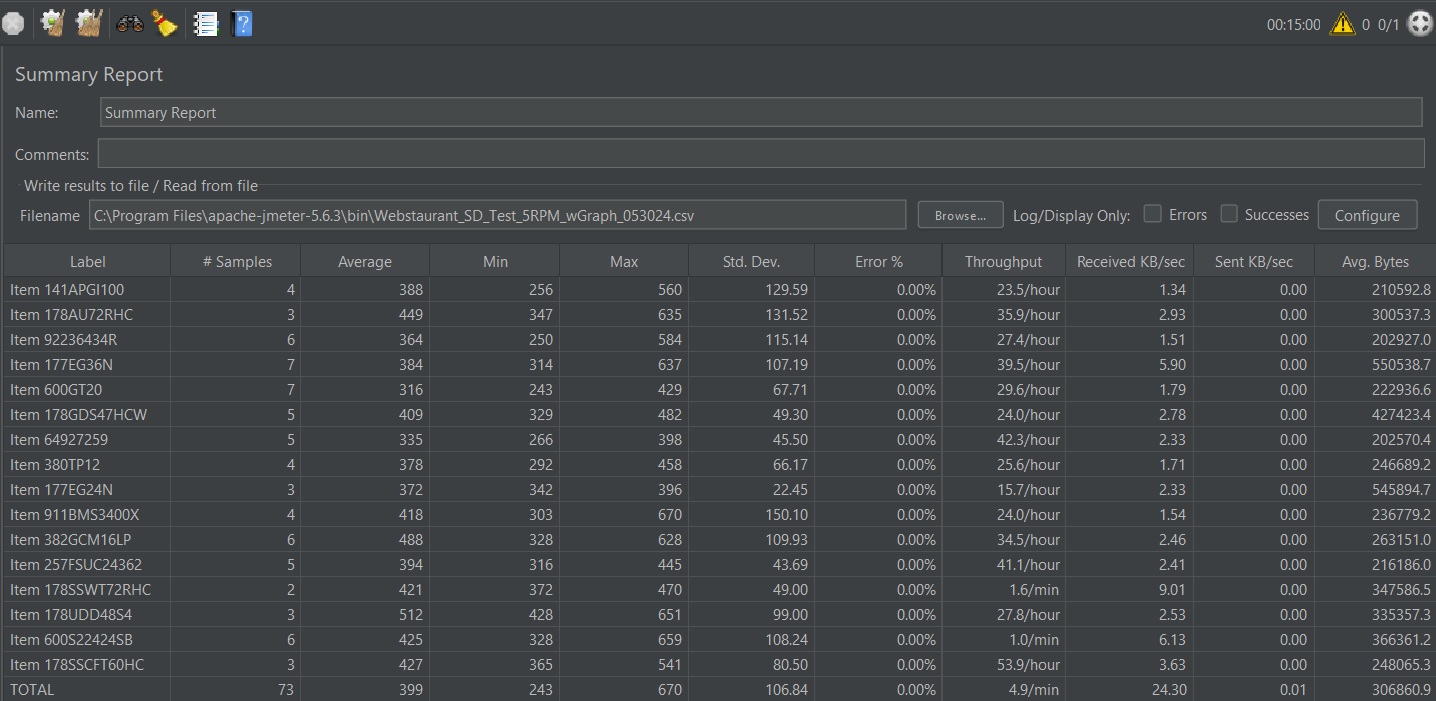 00:15:00 0 0/1
Summary Report
Name: Summary Report
Comments:
Write results to file / Read from file
Filename C:\Program Files\apache-jmeter-5.6.3\bin\Webstaurant_SD_Test_5RPM_wGraph_053024.csv Browse... Log/Display Only: Errors Successes Configure
Label # Samples Average Min Max Std. Dev. Error % Throughput Received KB/sec Sent KB/sec Avg. Bytes
Item 141APGI100 4 388 256 560 129.59 0.00% 23.5/hour 1.34 0.00 210592.8
Item 178AU72RHC 3 449 347 635 131.52 0.00% 35.9/hour 2.93 0.00 300537.3
Item 92236434R 6 364 250 584 115.14 0.00% 27.4/hour 1.51 0.00 202927.0
Item 177EG36N 7 384 314 637 107.19 0.00% 39.5/hour 5.90 0.00 550538.7
Item 600GT20 7 316 243 429 67.71 0.00% 29.6/hour 1.79 0.00 222936.6
Item 178GDS47HCW 5 409 329 482 49.30 0.00% 24.0/hour 2.78 0.00 427423.4
Item 64927259 5 335 266 398 45.50 0.00% 42.3/hour 2.33 0.00 202570.4
Item 380TP12 4 378 292 458 66.17 0.00% 25.6/hour 1.71 0.00 246689.2
Item 177EG24N 3 372 342 396 22.45 0.00% 15.7/hour 2.33 0.00 545894.7
Item 911BMS3400X 4 418 303 670 150.10 0.00% 24.0/hour 1.54 0.00 236779.2
Item 382GCM16LP 6 488 328 628 109.93 0.00% 34.5/hour 2.46 0.00 263151.0
Item 257FSUC24362 5 394 316 445 43.69 0.00% 41.1/hour 2.41 0.00 216186.0
Item 178SSWT72RHC 2 421 372 470 49.00 0.00% 1.6/min 9.01 0.00 347586.5
Item 178UDD48S4 3 512 428 651 99.00 0.00% 27.8/hour 2.53 0.00 335357.3
Item 600S22424SB 6 425 328 659 108.24 0.00% 1.0/min 6.13 0.00 366361.2
Item 178SSCFT60HC 3 427 365 541 80.50 0.00% 53.9/hour 3.63 0.00 248065.3
TOTAL 73 399 243 670 106.84 0.00% 4.9/min 24.30 0.01 306860.9